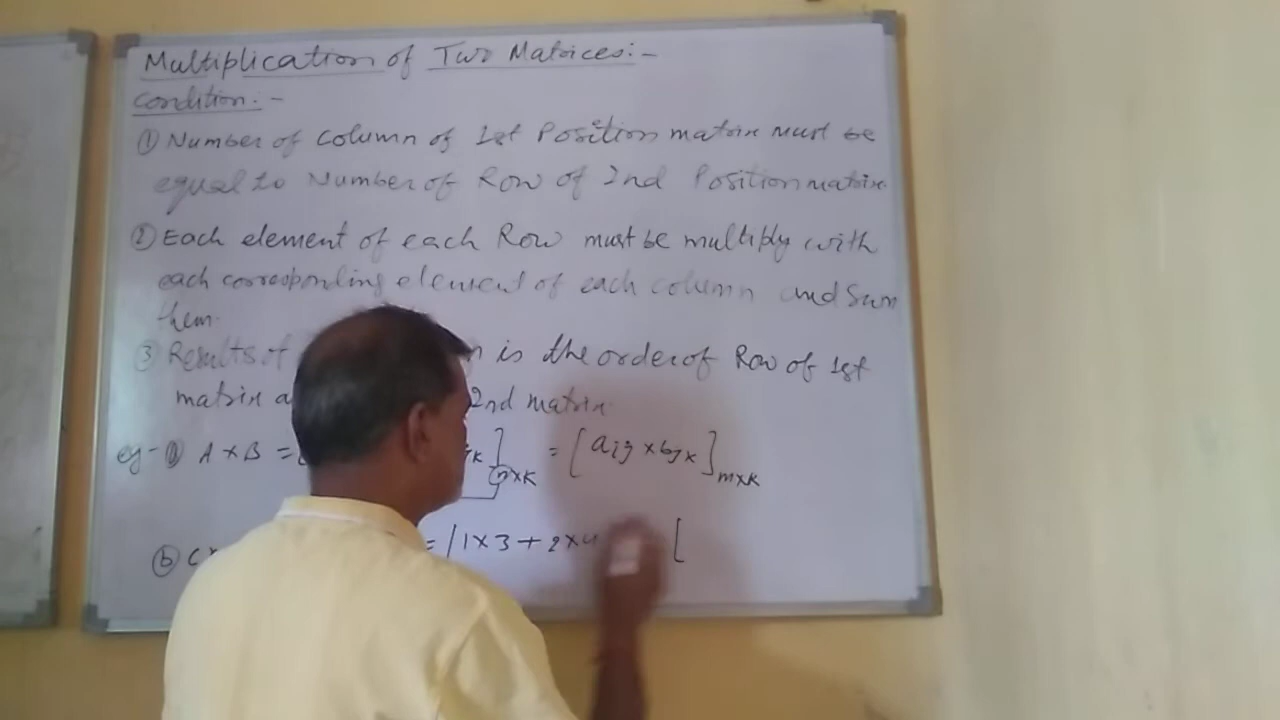 Multiplication of Two Matrices:-
Condition:-
① Number of Column of 1st Position matrix must be
equal to Number of Row of 2nd Position matrix
② Each element of each Row must be multiply with
each corresponding element of each column and Sum
them.
③ Results of is the order of Row of 1st
matrix 2nd matrix.
eg- A × B = [ ]n×K = [aij × bjK]m×K
ⓑ C = [1×3+2×4 [